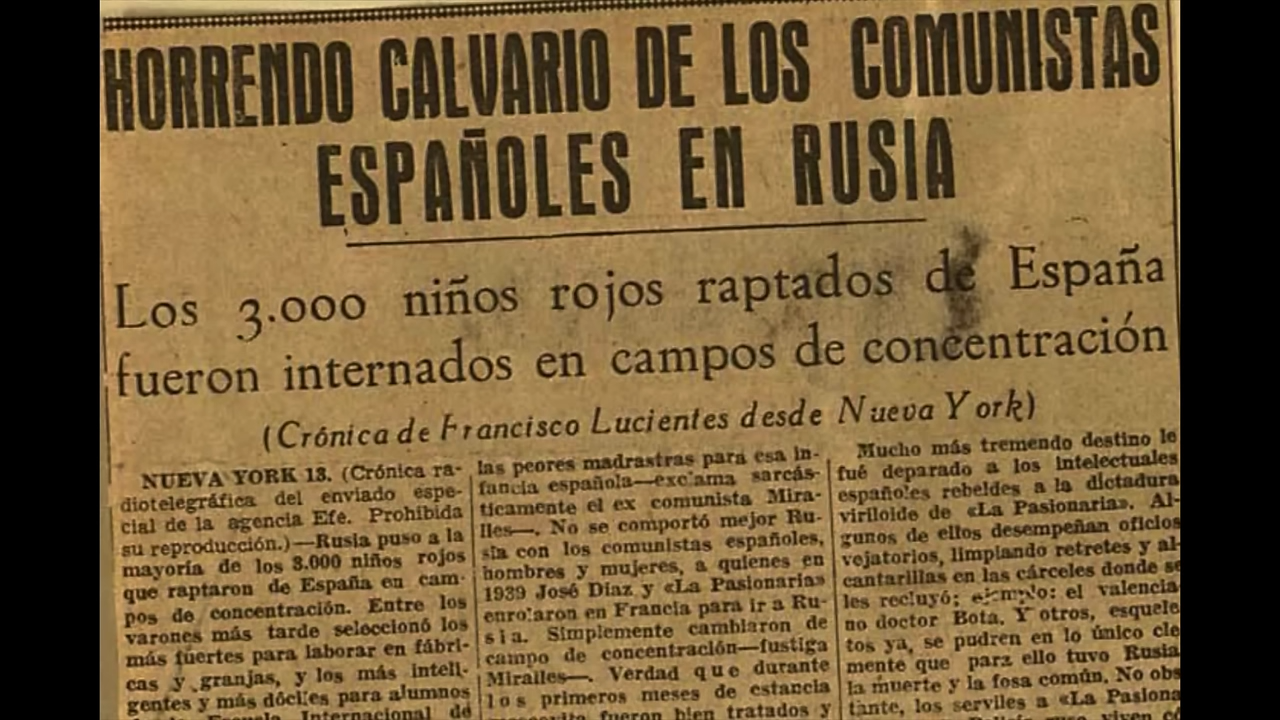 HORRENDO CALVARIO DE LOS COMUNISTAS
ESPAÑOLES EN RUSIA
Los 3.000 niños rojos raptados de España
fueron internados en campos de concentración
(Crónica de Francisco Lucientes desde Nueva York)
NUEVA YORK 13. (Crónica ra-
diotelegráfica del enviado espe-
cial de la agencia Efe. Prohibida
su reproducción.)—Rusia puso a la
mayoría de los 3.000 niños rojos
que raptaron de España en cam-
pos de concentración. Entre los
varones más tarde seleccionó los
más fuertes para laborar en fábri-
cas y granjas, y los más inteli-
gentes y más dóciles para alumnos
Escuela Internacional de
las peores madrastras para esa in-
fancia española—exclama sarcás-
ticamente el ex comunista Mira-
lles—. No se comportó mejor Ru-
sia con los comunistas españoles,
hombres y mujeres, a quienes en
1939 José Díaz y «La Pasionaria»
enrolaron en Francia para ir a Ru-
sia. Simplemente cambiaron de
campo de concentración—fustiga
Miralles—. Verdad que durante
los primeros meses de estancia
fueron bien tratados y
Mucho más tremendo destino le
fué deparado a los intelectuales
españoles rebeldes a la dictadura
viriloide de «La Pasionaria». Al-
gunos de ellos desempeñan oficios
vejatorios, limpiando retretes y al-
cantarillas en las cárceles donde se
les recluyó; ejemplo: el valencia-
no doctor Bota. Y otros, esquele
tos ya, se pudren en lo único cle
mente que para ello tuvo Rusia
la muerte y la fosa común. No obs
tante, los serviles a «La Pasiona
que viven